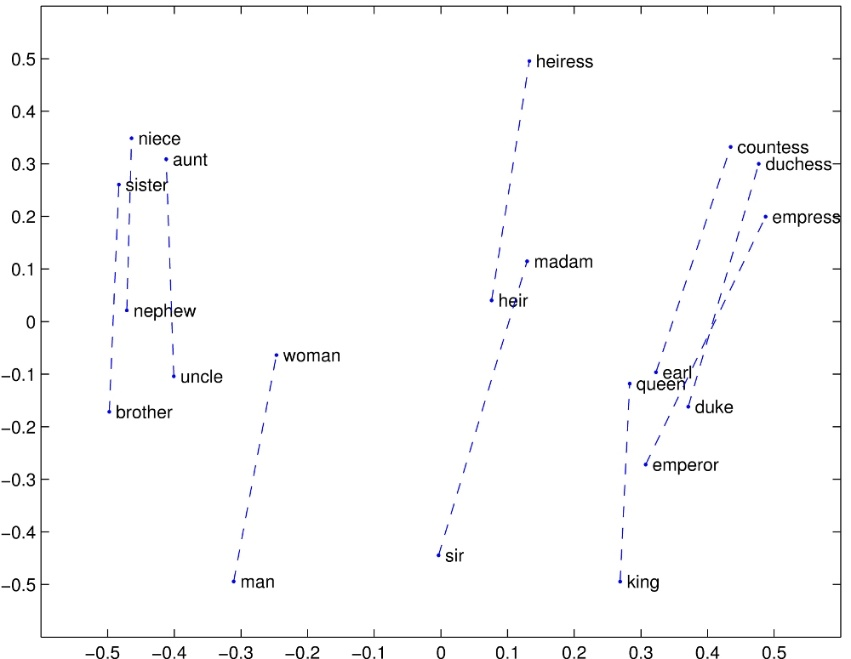 0.5
0.4
0.3
0.2
0.1
0
−0.1
−0.2
−0.3
−0.4
−0.5
heiress
niece
aunt
sister
countess
duchess
empress
madam
heir
nephew
woman
uncle
earl
queen
brother
duke
emperor
sir
man
king
−0.5 −0.4 −0.3 −0.2 −0.1 0 0.1 0.2 0.3 0.4 0.5